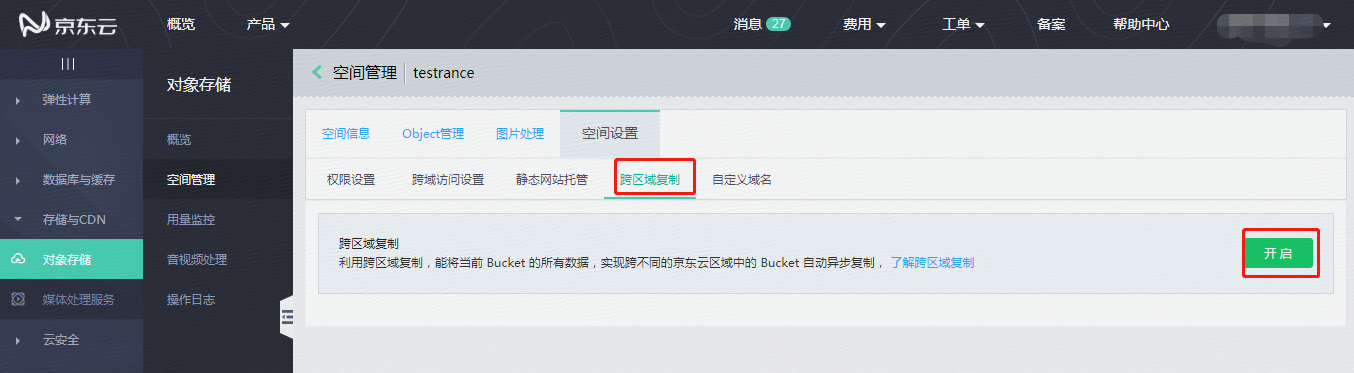 京东云 概览 产品 消息 27 费用 工单 备案 帮助中心
弹性计算
网络
数据库与缓存
存储与CDN
对象存储
媒体处理服务
云安全
对象存储
概览
空间管理
用量监控
音视频处理
操作日志
空间管理 testrance
空间信息 Object管理 图片处理 空间设置
权限设置 跨域访问设置 静态网站托管 跨区域复制 自定义域名
跨区域复制
利用跨区域复制，能将当前 Bucket 的所有数据，实现跨不同的京东云区域中的 Bucket 自动异步复制， 了解跨区域复制
开启